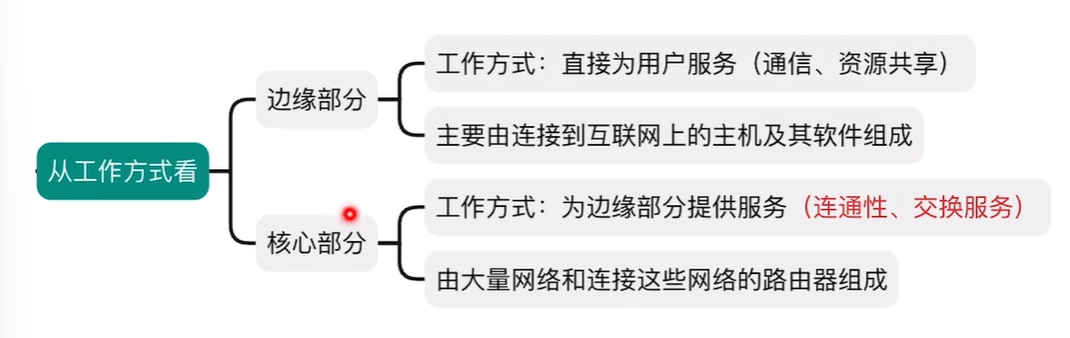 从工作方式看
边缘部分
工作方式：直接为用户服务（通信、资源共享）
主要由连接到互联网上的主机及其软件组成
核心部分
工作方式：为边缘部分提供服务（连通性、交换服务）
由大量网络和连接这些网络的路由器组成